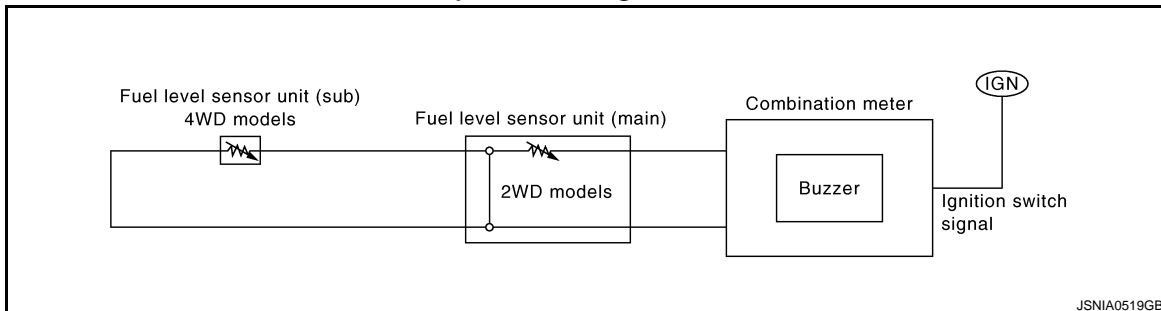 Fuel level sensor unit (sub)
4WD models
Fuel level sensor unit (main)
2WD models
Combination meter
Buzzer
IGN
Ignition switch
signal
JSNIA0519GB